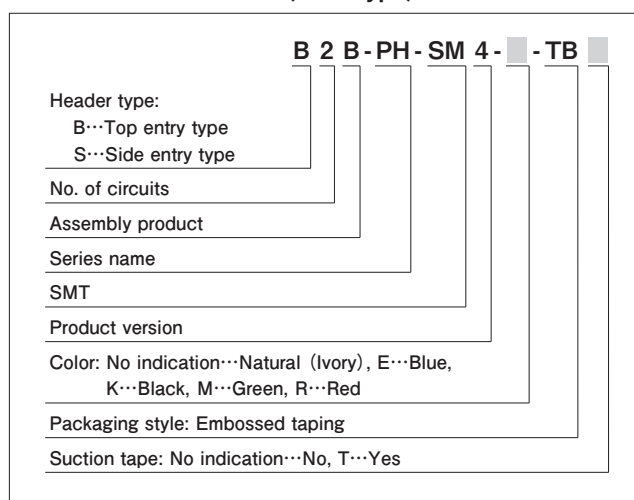 B 2 B - PH - SM 4 - - TB
Header type:
B…Top entry type
S…Side entry type
No. of circuits
Assembly product
Series name
SMT
Product version
Color: No indication…Natural (Ivory), E…Blue,
K…Black, M…Green, R…Red
Packaging style: Embossed taping
Suction tape: No indication…No, T…Yes